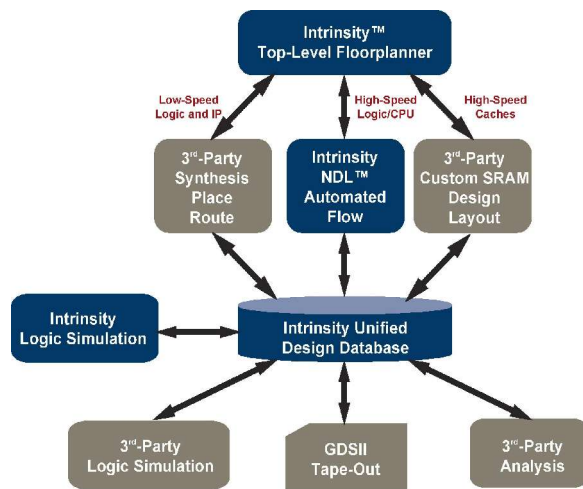 Intrinsity™
Top-Level Floorplanner
Low-Speed
Logic and IP
High-Speed
Logic/CPU
High-Speed
Caches
3rd-Party
Synthesis
Place
Route
Intrinsity
NDL™
Automated
Flow
3rd-Party
Custom SRAM
Design
Layout
Intrinsity
Logic Simulation
Intrinsity Unified
Design Database
3rd-Party
Logic Simulation
GDSII
Tape-Out
3rd-Party
Analysis